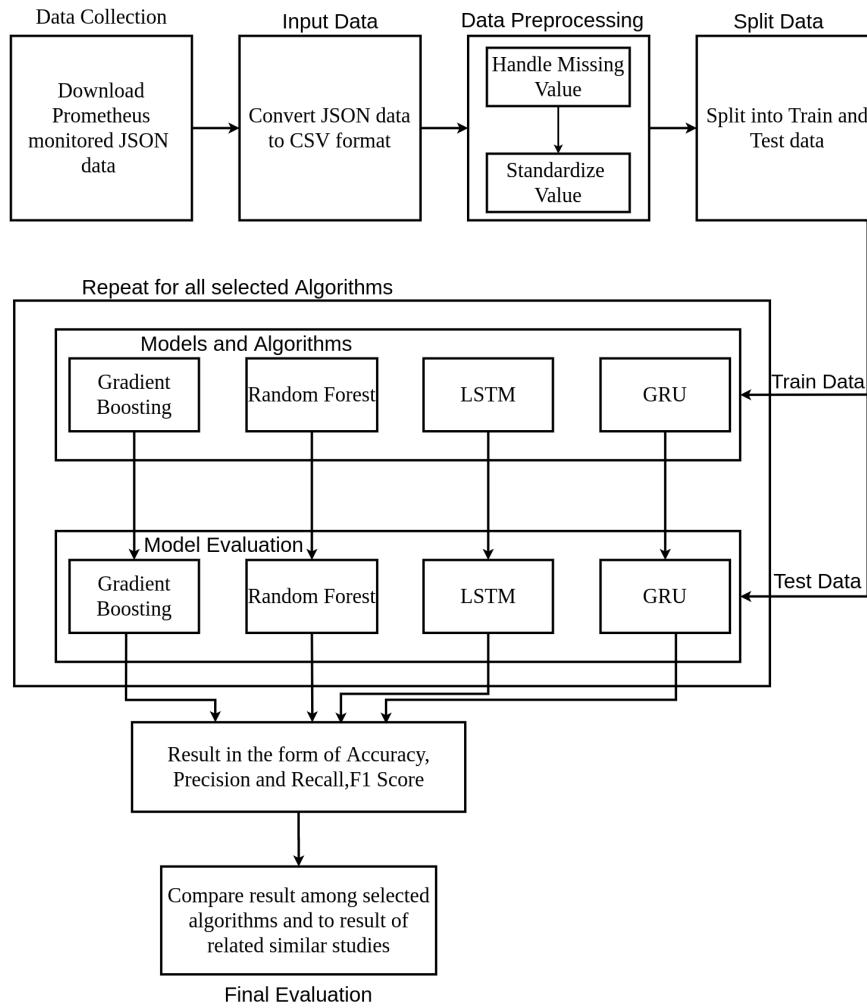 Data Collection
Input Data
Data Preprocessing
Split Data
Download
Prometheus
monitored JSON
data
Convert JSON data
to CSV format
Handle Missing
Value
Standardize
Value
Split into Train and
Test data
Repeat for all selected Algorithms
Models and Algorithms
Gradient
Boosting
Random Forest
LSTM
GRU
Train Data
Model Evaluation
Gradient
Boosting
Random Forest
LSTM
GRU
Test Data
Result in the form of Accuracy,
Precision and Recall,F1 Score
Compare result among selected
algorithms and to result of
related similar studies
Final Evaluation